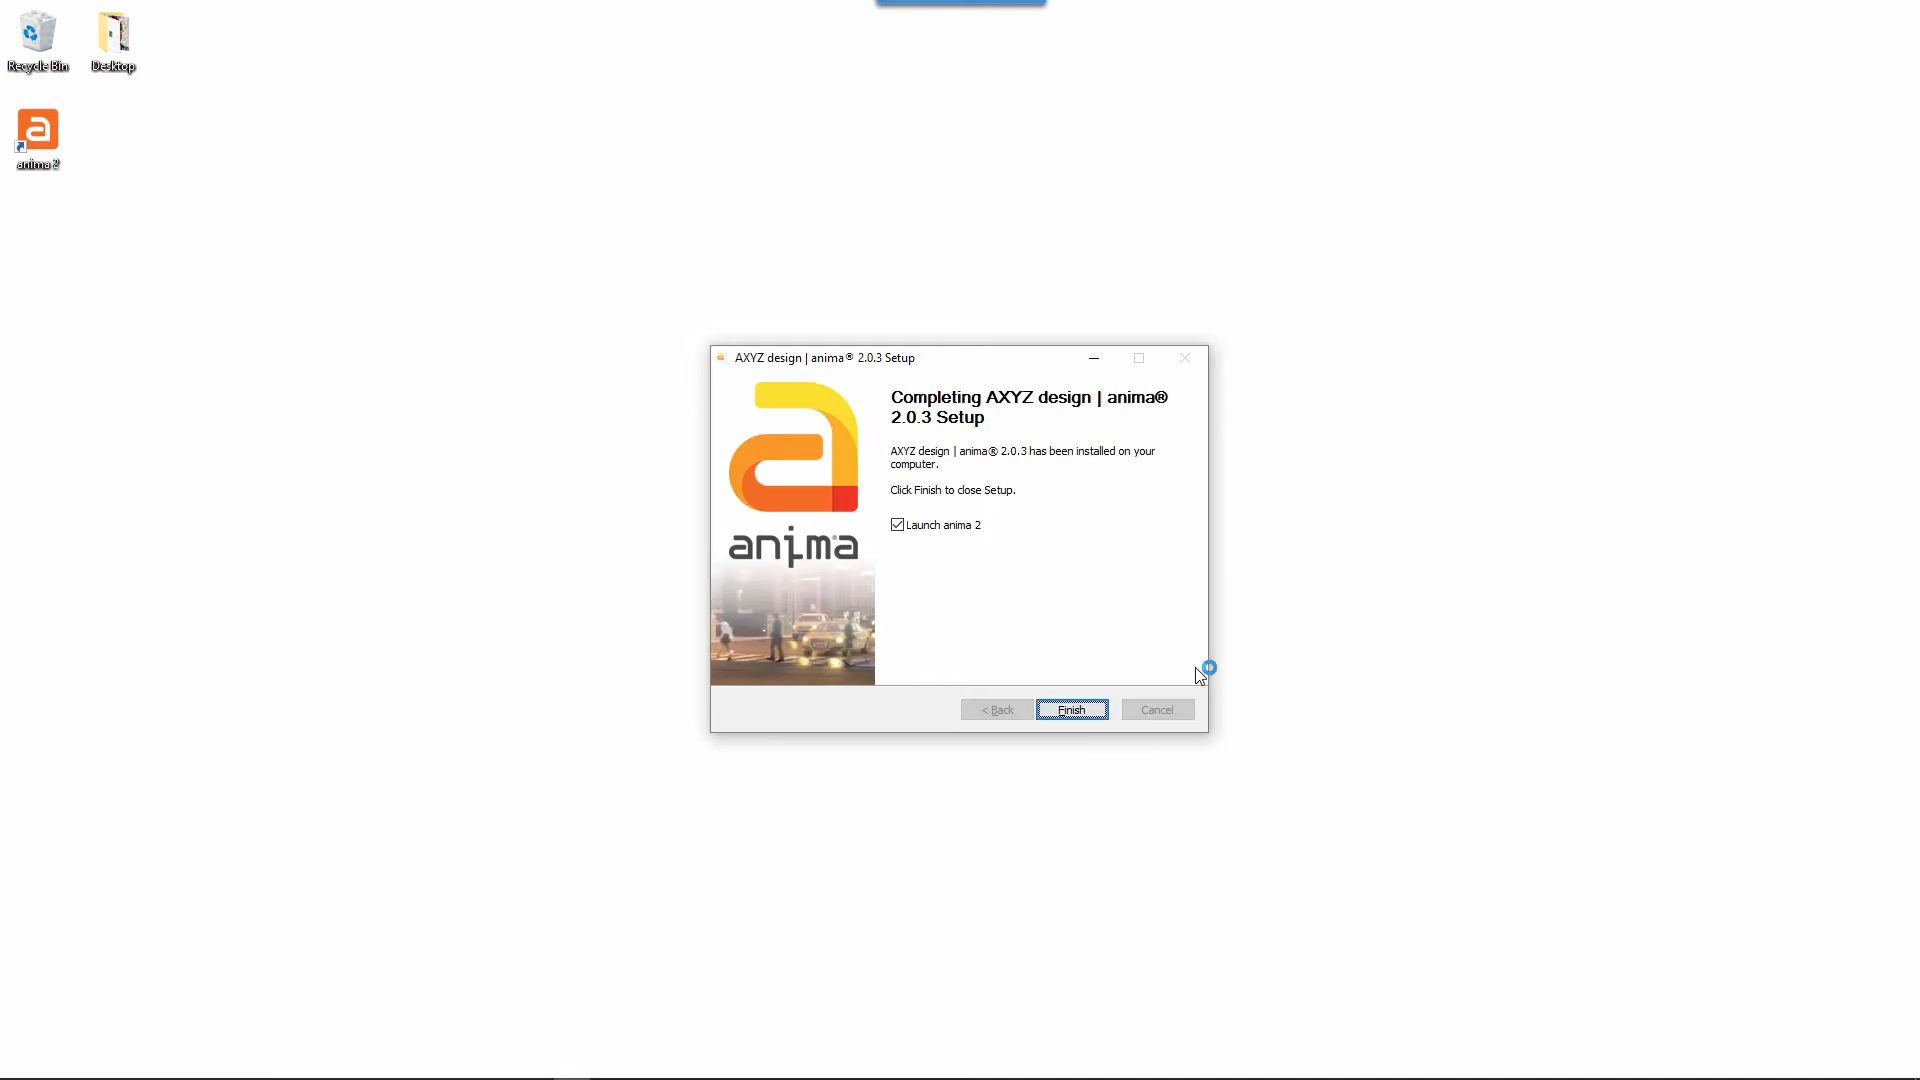 Recycle Bin
Desktop
anima 2
AXYZ design | anima® 2.0.3 Setup
anima
Completing AXYZ design | anima®
2.0.3 Setup
AXYZ design | anima® 2.0.3 has been installed on your
computer.
Click Finish to close Setup.
Launch anima 2
< Back
Finish
Cancel